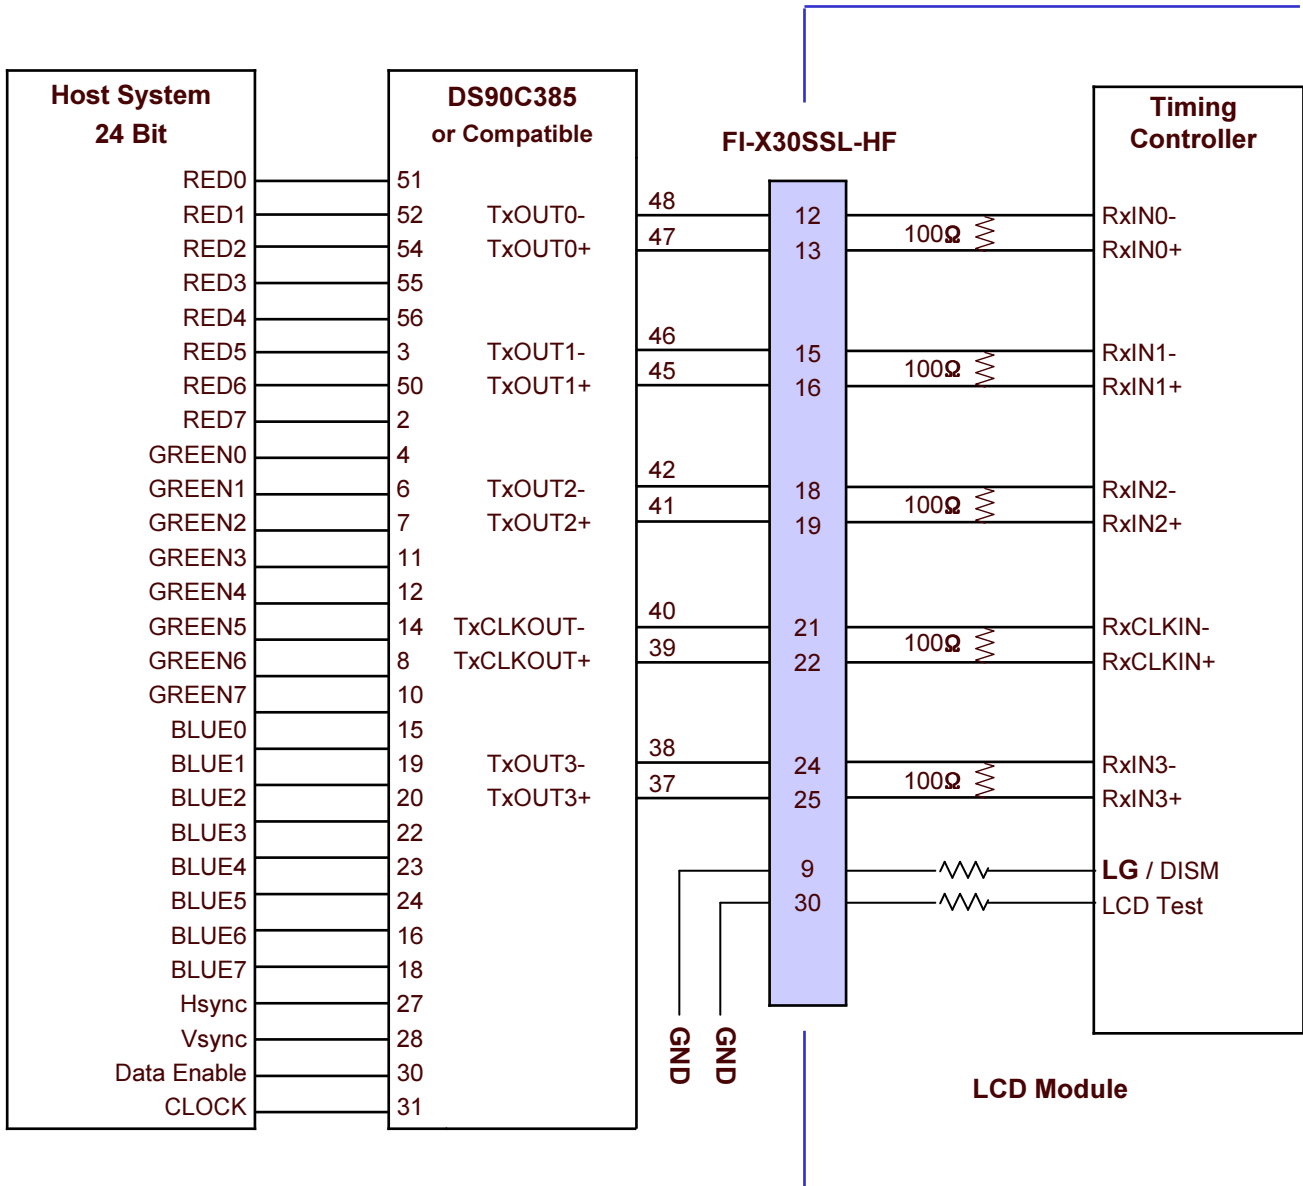 Host System
24 Bit
RED0
RED1
RED2
RED3
RED4
RED5
RED6
RED7
GREEN0
GREEN1
GREEN2
GREEN3
GREEN4
GREEN5
GREEN6
GREEN7
BLUE0
BLUE1
BLUE2
BLUE3
BLUE4
BLUE5
BLUE6
BLUE7
Hsync
Vsync
Data Enable
CLOCK
DS90C385
or Compatible
51
52
54
55
56
3
50
2
4
6
7
11
12
14
8
10
15
19
20
22
23
24
16
18
27
28
30
31
TxOUT0-
TxOUT0+
TxOUT1-
TxOUT1+
TxOUT2-
TxOUT2+
TxCLKOUT-
TxCLKOUT+
TxOUT3-
TxOUT3+
48
47
46
45
42
41
40
39
38
37
GND
GND
FI-X30SSL-HF
12
13
15
16
18
19
21
22
24
25
9
30
100Ω
100Ω
100Ω
100Ω
100Ω
Timing
Controller
RxIN0-
RxIN0+
RxIN1-
RxIN1+
RxIN2-
RxIN2+
RxCLKIN-
RxCLKIN+
RxIN3-
RxIN3+
LG / DISM
LCD Test
LCD Module